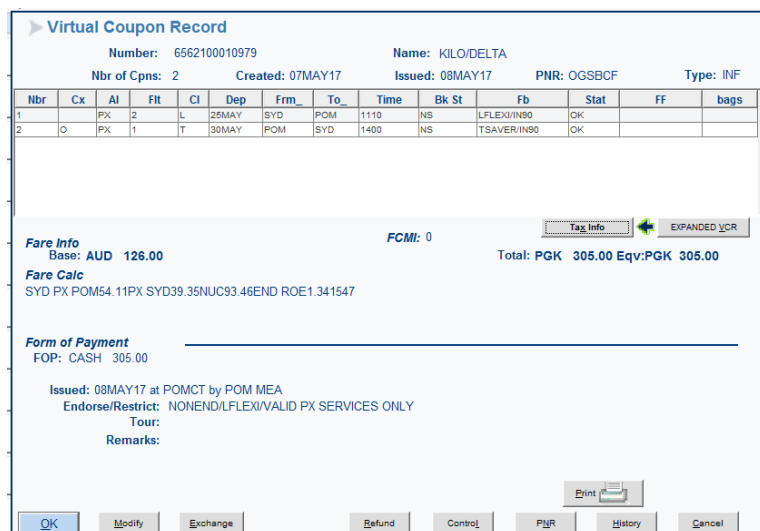 Virtual Coupon Record
Number: 6562100010979 Name: KILO/DELTA
Nbr of Cpns: 2 Created: 07MAY17 Issued: 08MAY17 PNR: OGSBCF Type: INF
Nbr Cx Al Flt Cl Dep Frm_ To_ Time Bk St Fb Stat FF bags
1 PX 2 L 25MAY SYD POM 1110 NS LFLEXI/IN90 OK
2 O PX 1 T 30MAY POM SYD 1400 NS TSAVER/IN90 OK
Tax Info EXPANDED VCR
Fare Info FCMI: 0
Base: AUD 126.00 Total: PGK 305.00 Eqv:PGK 305.00
Fare Calc
SYD PX POM54.11PX SYD39.35NUC93.46END ROE1.341547
Form of Payment
FOP: CASH 305.00
Issued: 08MAY17 at POMCT by POM MEA
Endorse/Restrict: NONEND/LFLEXI/VALID PX SERVICES ONLY
Tour:
Remarks:
Print
OK Modify Exchange Refund Control PNR History Cancel